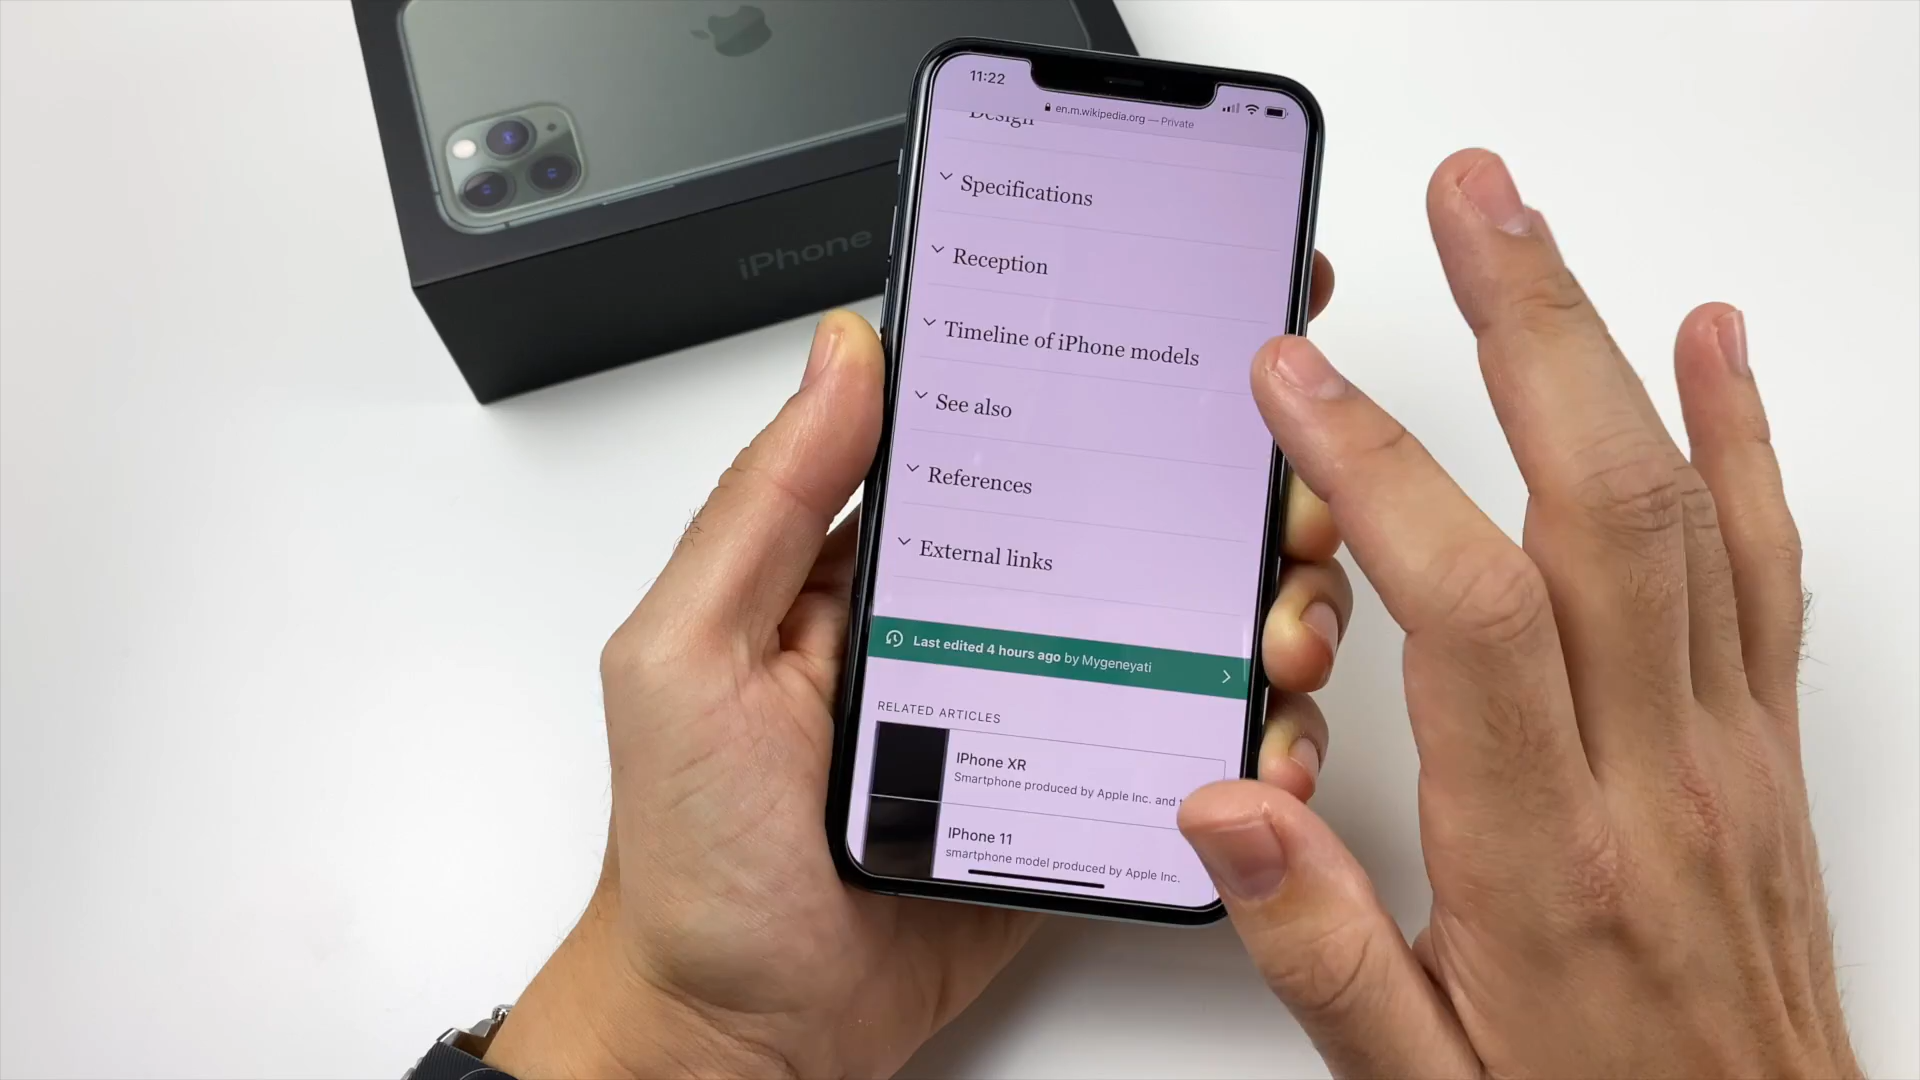 iPhone
11:22
en.m.wikipedia.org — Private
Design
Specifications
Reception
Timeline of iPhone models
See also
References
External links
Last edited 4 hours ago by Mygeneyati
RELATED ARTICLES
IPhone XR
Smartphone produced by Apple Inc. and
IPhone 11
smartphone model produced by Apple Inc.